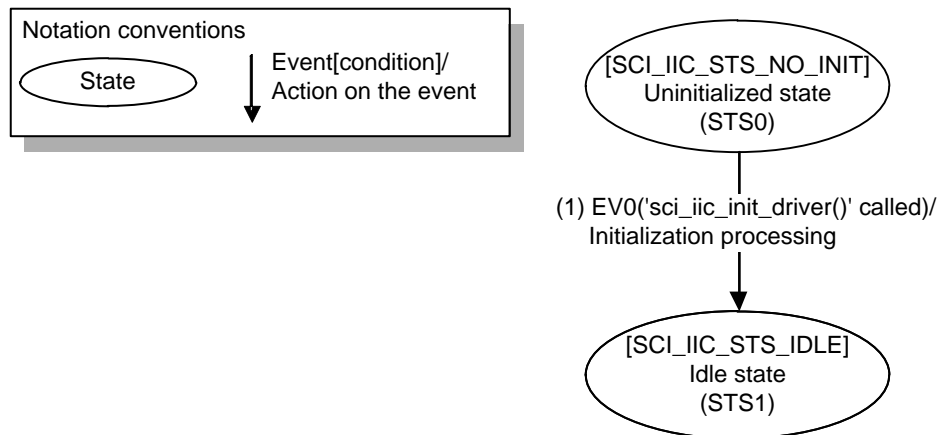 Notation conventions
State
Event[condition]/
Action on the event
[SCI_IIC_STS_NO_INIT]
Uninitialized state
(STS0)
(1) EV0('sci_iic_init_driver()' called)/
Initialization processing
[SCI_IIC_STS_IDLE]
Idle state
(STS1)